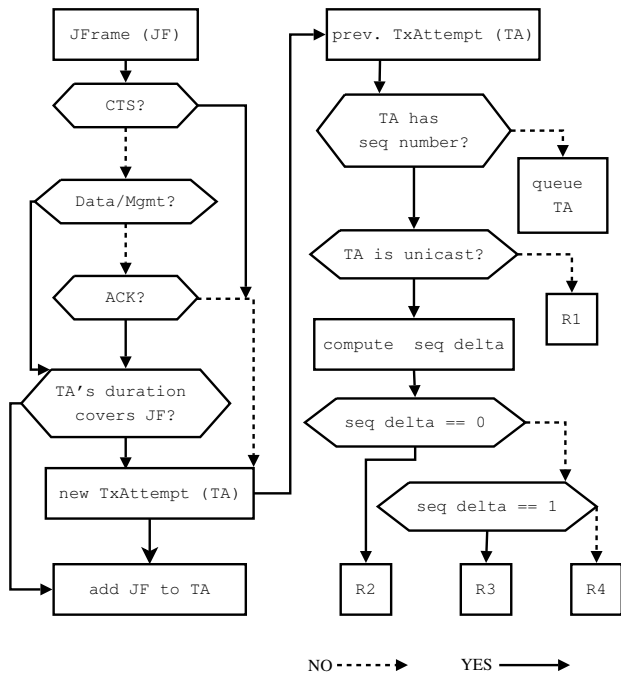 JFrame (JF)
CTS?
Data/Mgmt?
ACK?
TA's duration
covers JF?
new TxAttempt (TA)
add JF to TA
prev. TxAttempt (TA)
TA has
seq number?
queue
TA
TA is unicast?
R1
compute seq delta
seq delta == 0
seq delta == 1
R2
R3
R4
NO
YES